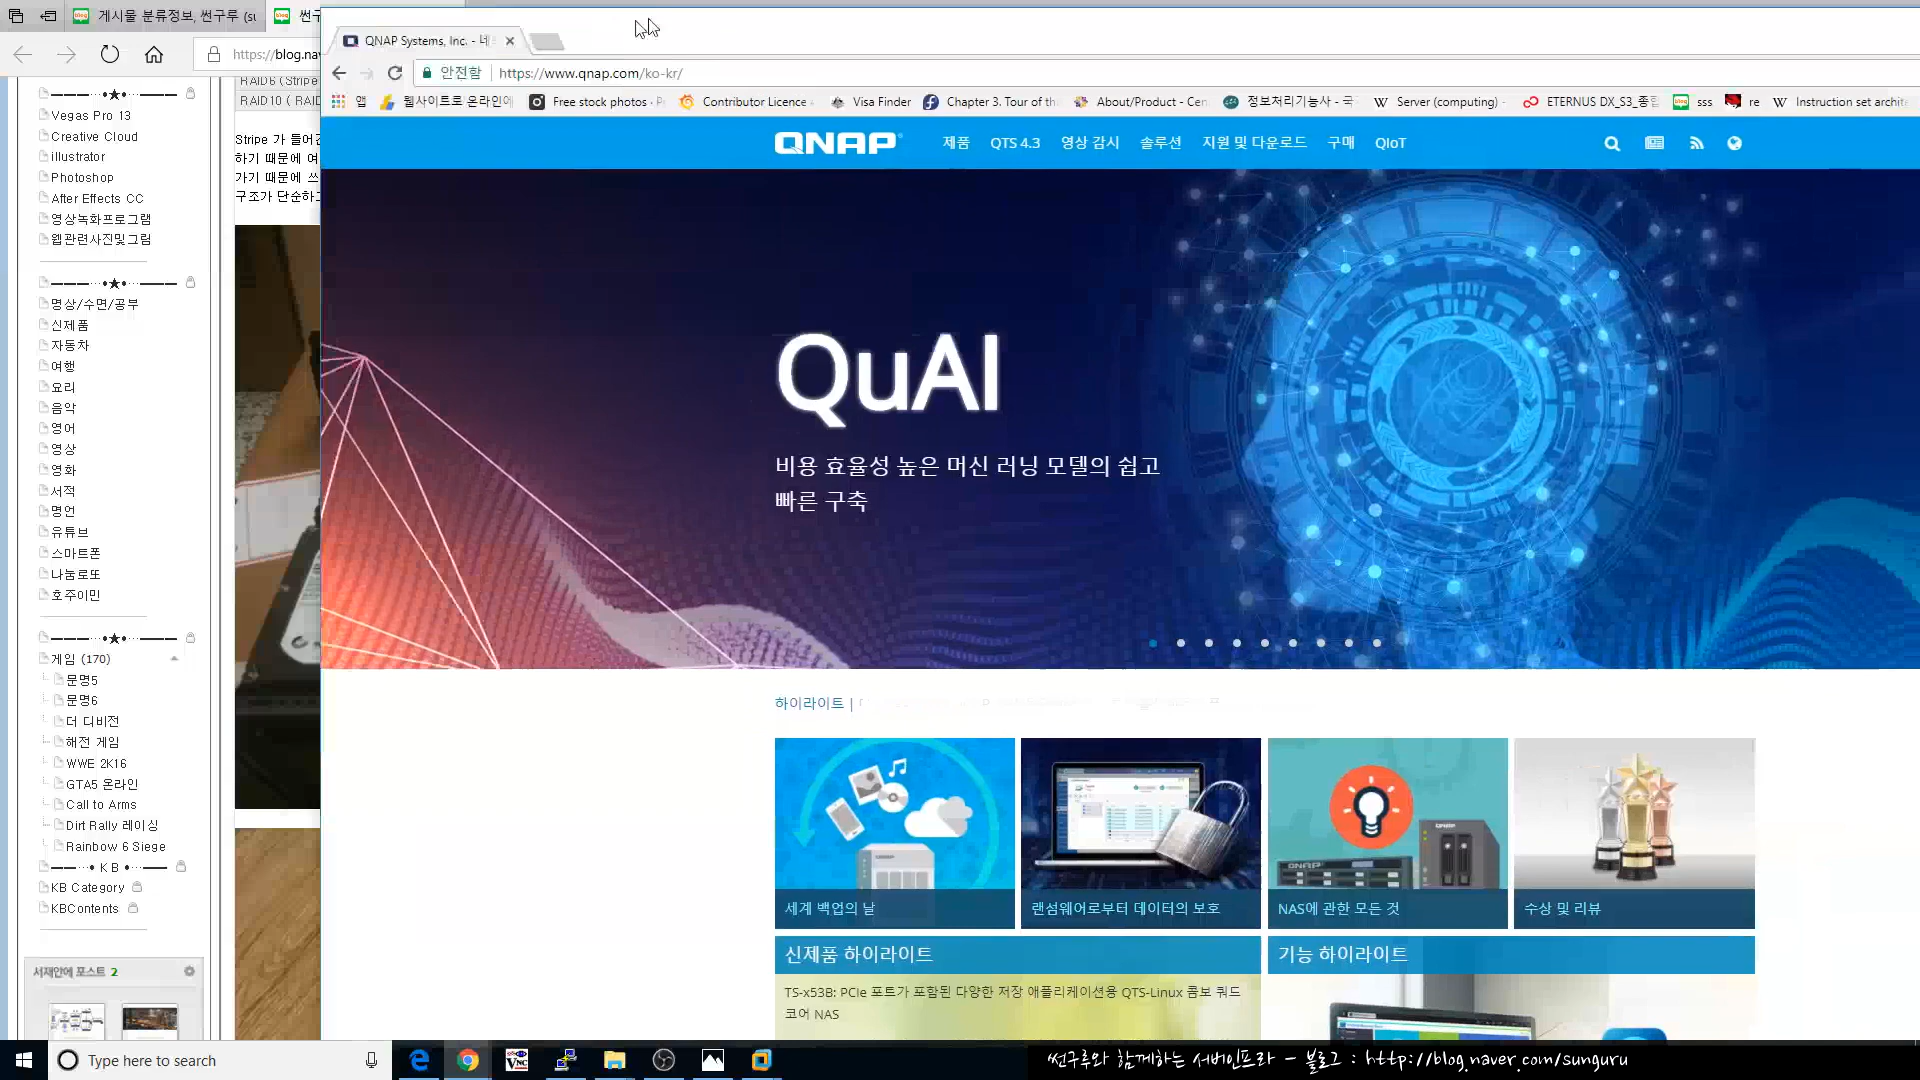 게시물 분류정보, 썬구루 (su
썬구
https://blog.nav
QNAP Systems, Inc. - 네
안전함
https://www.qnap.com/ko-kr/
앱
웹사이트로 온라인에
Free stock photos · P
Contributor Licence
Visa Finder
Chapter 3. Tour of th
About/Product - Cen
정보처리기능사 - 국
Server (computing) -
ETERNUS DX_S3_종합
sss
re
Instruction set archite
QNAP
제품
QTS 4.3
영상 감시
솔루션
지원 및 다운로드
구매
QIoT
Vegas Pro 13
Creative Cloud
illustrator
Photoshop
After Effects CC
영상녹화프로그램
웹관련사진및그림
명상/수면/공부
신제품
자동차
여행
요리
음악
영어
영상
영화
서적
명언
유튜브
스마트폰
나눔로또
호주이민
게임 (170)
문명5
문명6
더 디비전
해전 게임
WWE 2K16
GTA5 온라인
Call to Arms
Dirt Rally 레이싱
Rainbow 6 Siege
K B
KB Category
KBContents
서재안에 포스트 2
RAID6 ( Stripe
RAID10 ( RAID
Stripe 가 들어간
하기 때문에 여
가기 때문에 쓰
구조가 단순하고
QuAI
비용 효율성 높은 머신 러닝 모델의 쉽고
빠른 구축
하이라이트 |
세계 백업의 날
랜섬웨어로부터 데이터의 보호
QNAP
QNAP
NAS에 관한 모든 것
수상 및 리뷰
신제품 하이라이트
기능 하이라이트
TS-x53B: PCIe 포트가 포함된 다양한 저장 애플리케이션용 QTS-Linux 콤보 쿼드
코어 NAS
Type here to search
썬구루와 함께하는 서버인프라 - 블로그 : http://blog.naver.com/sunguru